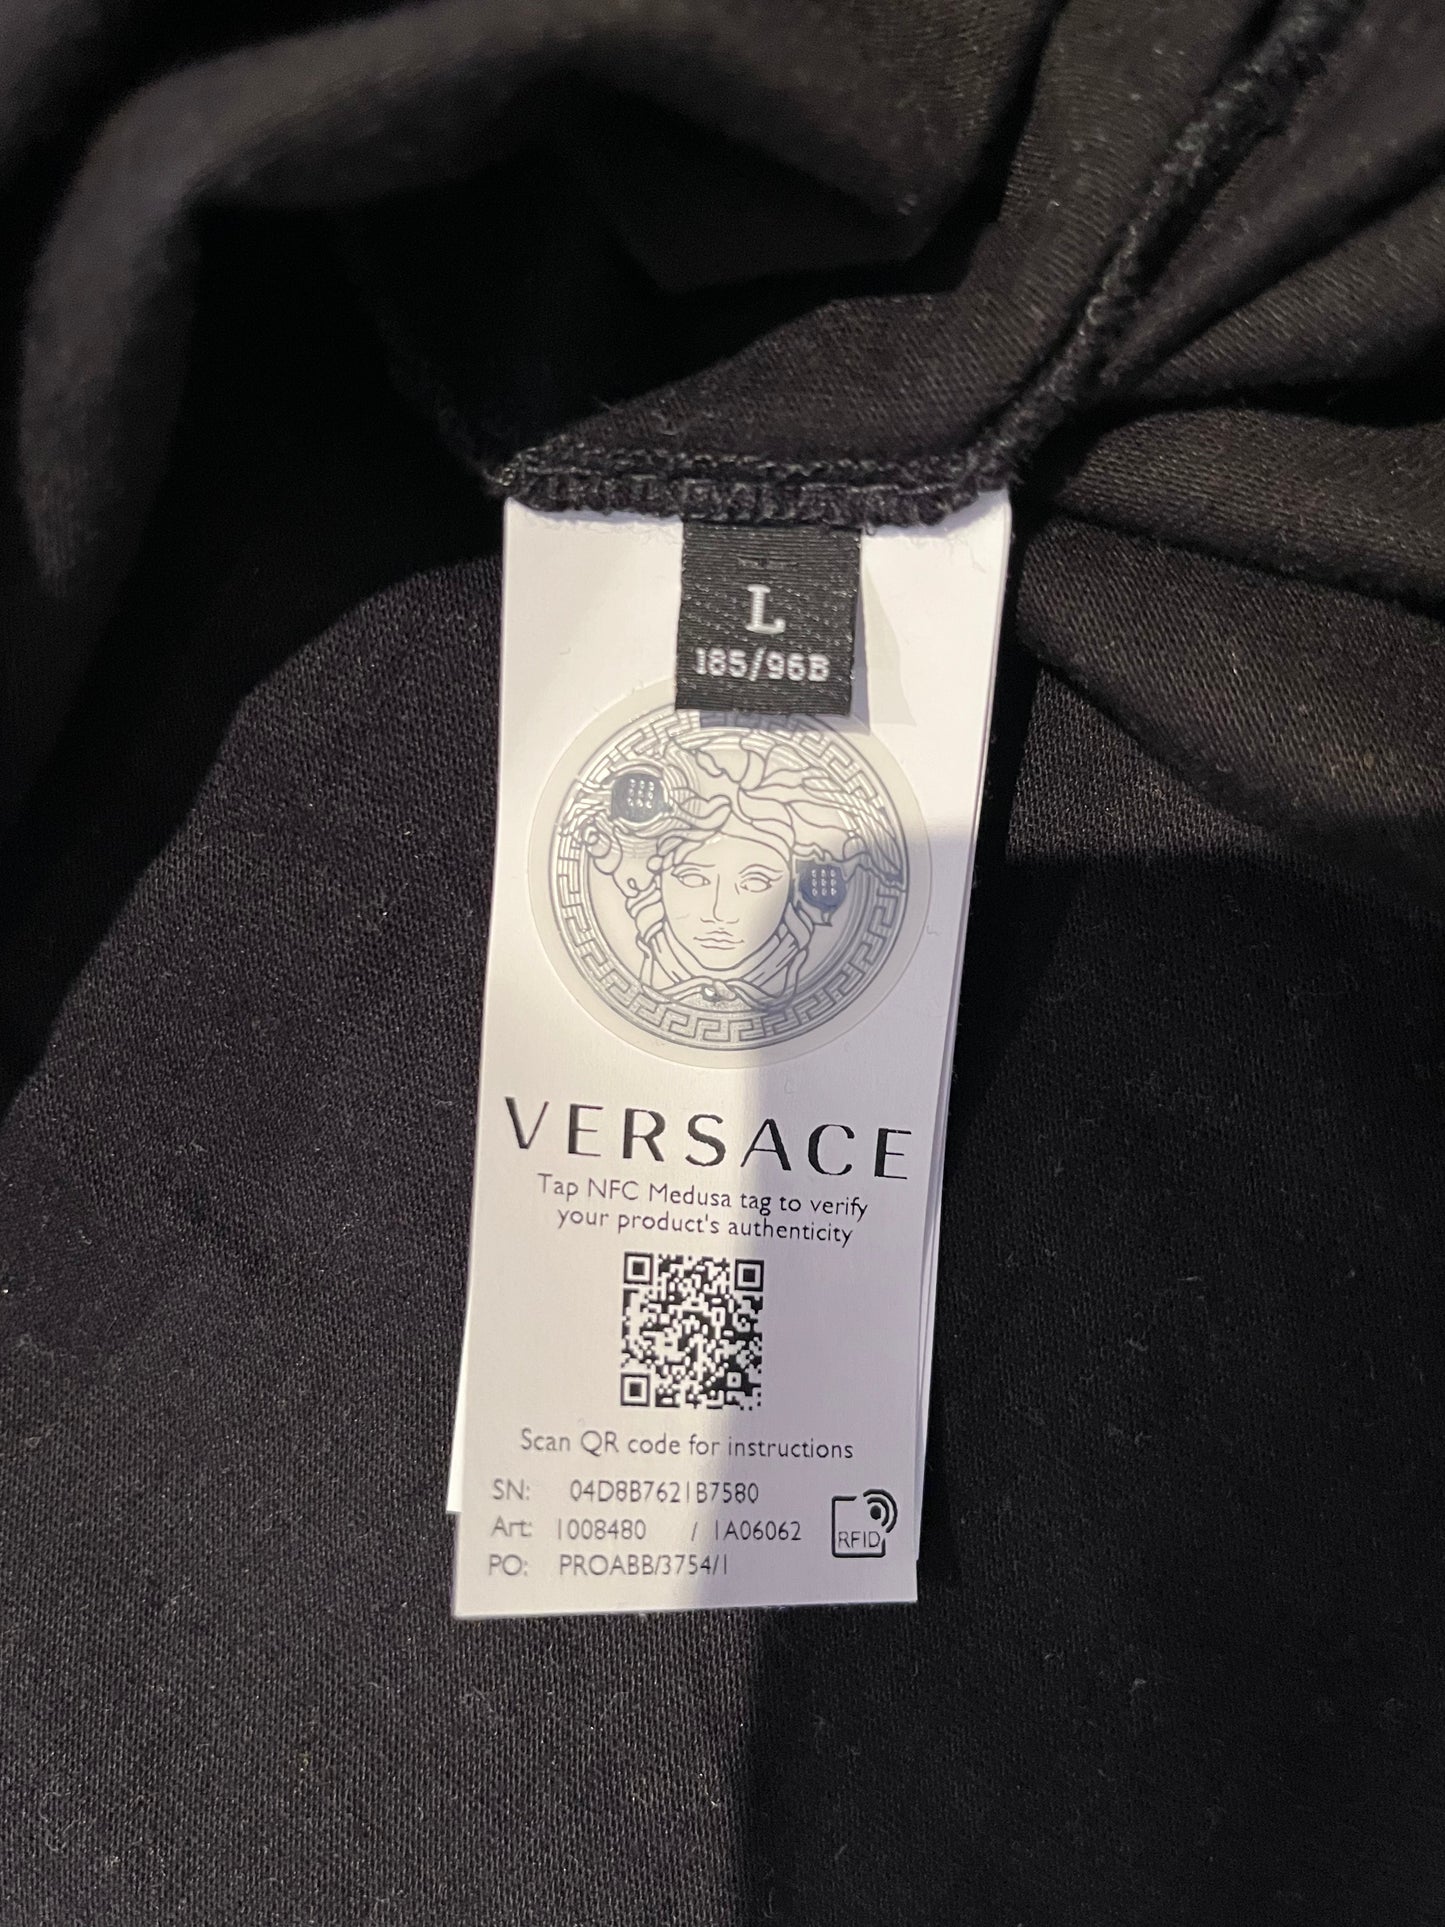 L
185/96B
VERSACE
Tap NFC Medusa tag to verify
your product's authenticity
Scan QR code for instructions
SN: 04D8B7621B7580
Art: 1008480 / 1A06062
PO: PROABB/3754/1
RFID